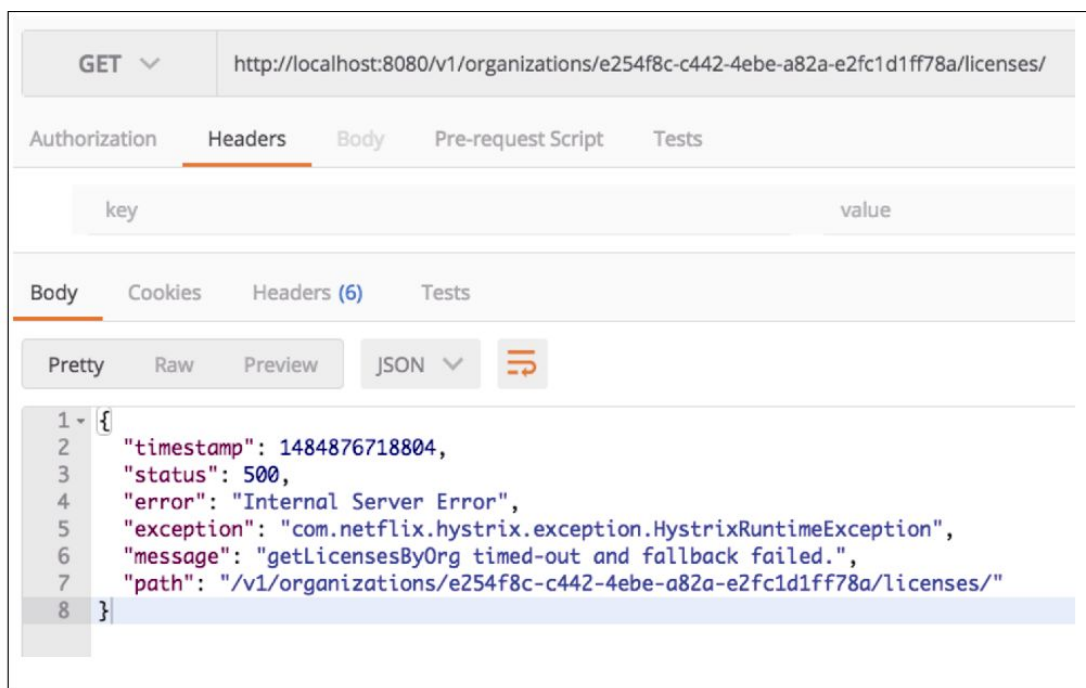 GET http://localhost:8080/v1/organizations/e254f8c-c442-4ebe-a82a-e2fc1d1ff78a/licenses/
Authorization Headers Body Pre-request Script Tests
key value
Body Cookies Headers (6) Tests
Pretty Raw Preview JSON
1 {
2 "timestamp": 1484876718804,
3 "status": 500,
4 "error": "Internal Server Error",
5 "exception": "com.netflix.hystrix.exception.HystrixRuntimeException",
6 "message": "getLicensesByOrg timed-out and fallback failed.",
7 "path": "/v1/organizations/e254f8c-c442-4ebe-a82a-e2fc1d1ff78a/licenses/"
8 }